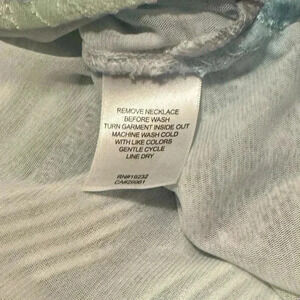 REMOVE NECKLACE
BEFORE WASH
TURN GARMENT INSIDE OUT
MACHINE WASH COLD
WITH LIKE COLORS
GENTLE CYCLE
LINE DRY
RN#16232
CA#26961